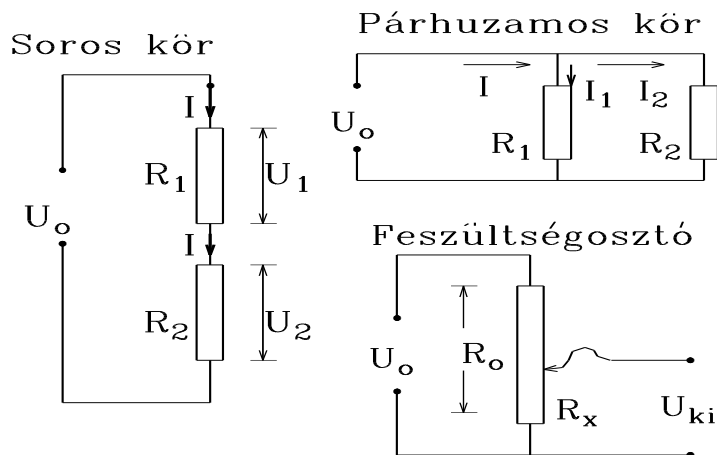 Soros kör
I
R1
U1
Uo
I
R2
U2
Párhuzamos kör
I
I1
I2
Uo
R1
R2
Feszültségosztó
Uo
Ro
Rx
Uki